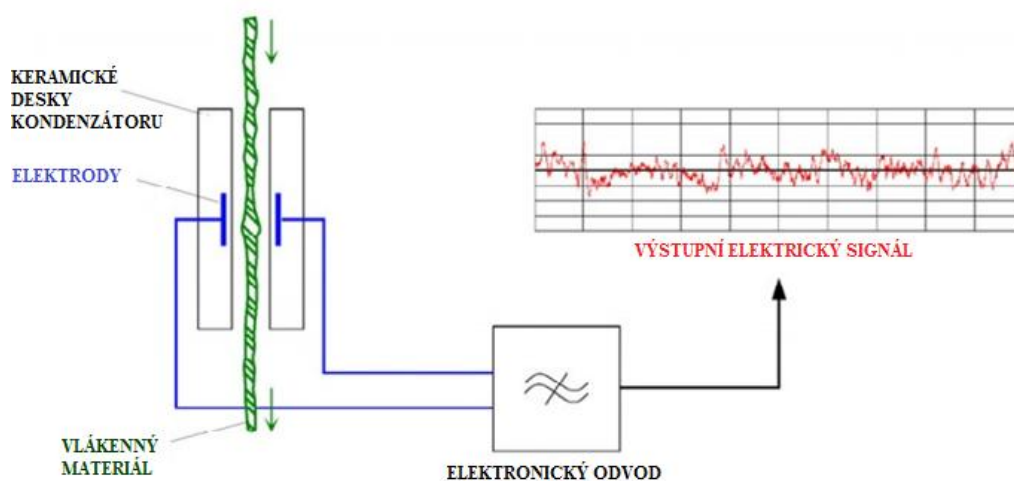 KERAMICKÉ
DESKY
KONDENZÁTORU
ELEKTRODY
VÝSTUPNÍ ELEKTRICKÝ SIGNÁL
VLÁKENNÝ
MATERIÁL
ELEKTRONICKÝ ODVOD